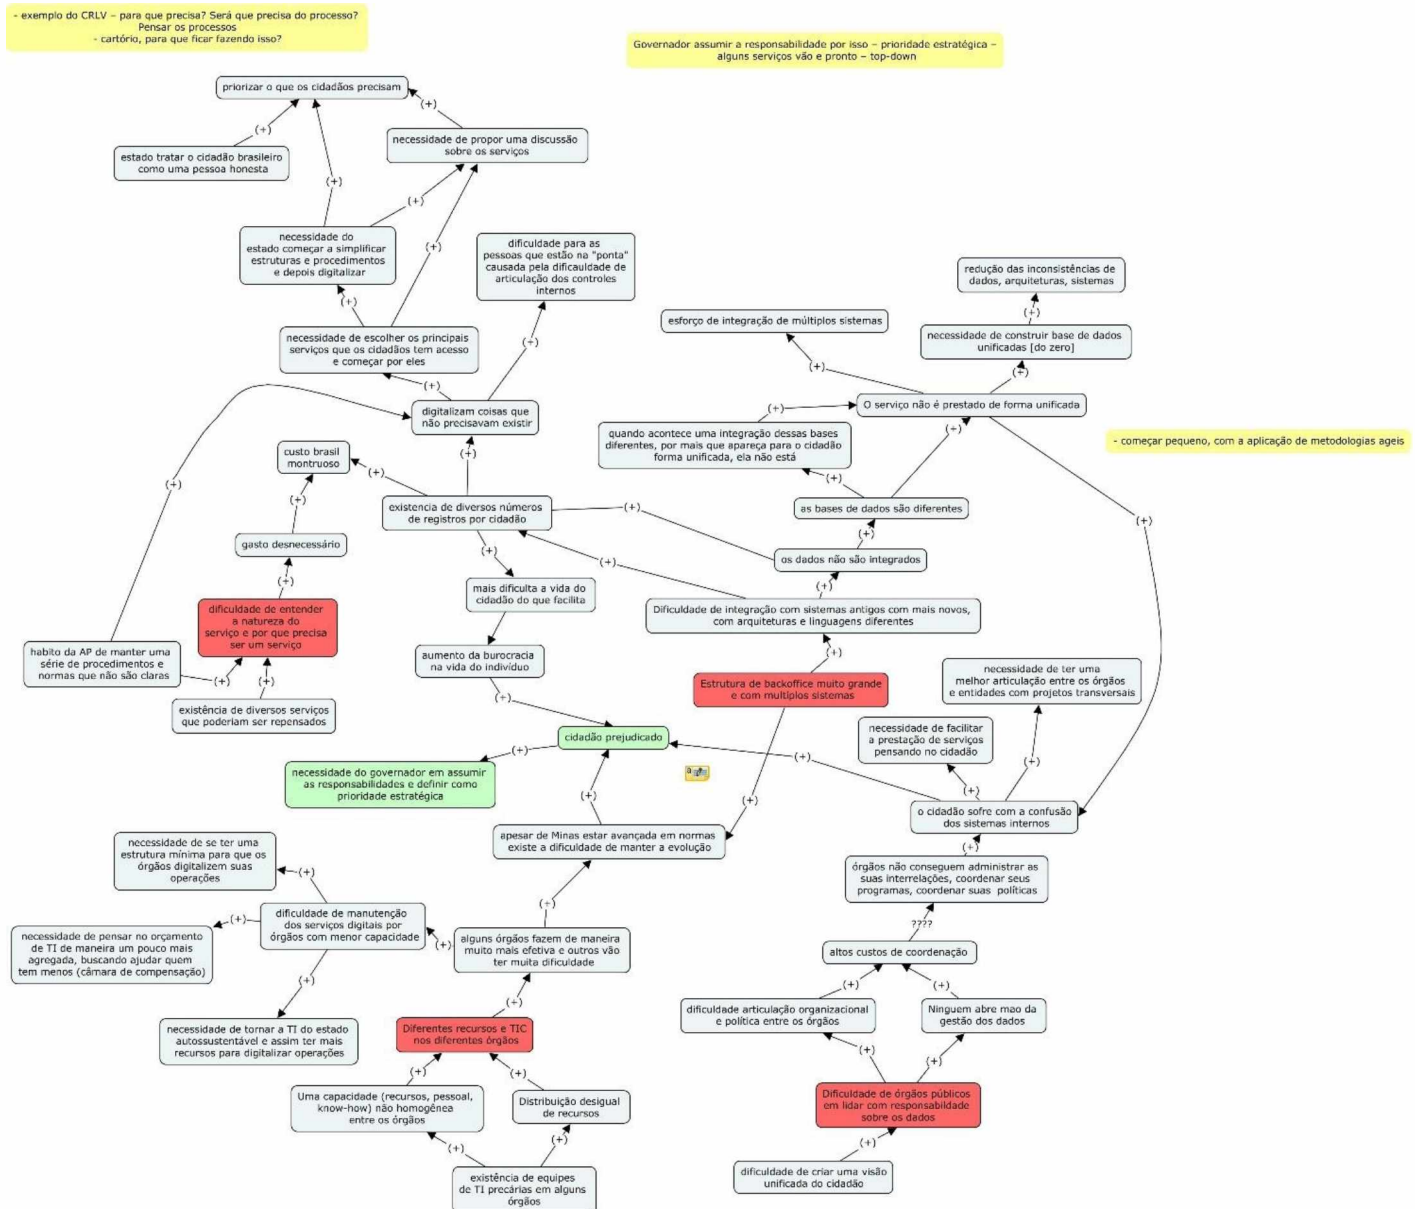 - exemplo do CRLV – para que precisa? Será que precisa do processo?
Pensar os processos
- cartório, para que ficar fazendo isso?
Governador assumir a responsabilidade por isso – prioridade estratégica –
alguns serviços vão e pronto – top-down
priorizar o que os cidadãos precisam
(+)
(+)
necessidade de propor uma discussão
sobre os serviços
estado tratar o cidadão brasileiro
como uma pessoa honesta
(+)
(+)
necessidade do
estado começar a simplificar
estruturas e procedimentos
e depois digitalizar
(+)
dificuldade para as
pessoas que estão na "ponta"
causada pela dificauldade de
articulação dos controles
internos
redução das inconsistências de
dados, arquiteturas, sistemas
(+)
(+)
esforço de integração de múltiplos sistemas
necessidade de construir base de dados
unificadas [do zero]
necessidade de escolher os principais
serviços que os cidadãos tem acesso
e começar por eles
(+)
(+)
(+)
(+)
digitalizam coisas que
não precisavam existir
(+)
O serviço não é prestado de forma unificada
quando acontece uma integração dessas bases
diferentes, por mais que apareça para o cidadão
forma unificada, ela não está
(+)
- começar pequeno, com a aplicação de metodologias ageis
custo brasil
montruoso
(+)
(+)
(+)
(+)
(+)
existencia de diversos números
de registros por cidadão
(+)
as bases de dados são diferentes
(+)
(+)
gasto desnecessário
(+)
os dados não são integrados
(+)
(+)
(+)
mais dificulta a vida do
cidadão do que facilita
dificuldade de entender
a natureza do
serviço e por que precisa
ser um serviço
Dificuldade de integração com sistemas antigos com mais novos,
com arquiteturas e linguagens diferentes
habito da AP de manter uma
série de procedimentos e
normas que não são claras
(+)
(+)
aumento da burocracia
na vida do indivíduo
(+)
necessidade de ter uma
melhor articulação entre os órgãos
e entidades com projetos transversais
existência de diversos serviços
que poderiam ser repensados
(+)
Estrutura de backoffice muito grande
e com multiplos sistemas
necessidade de facilitar
a prestação de serviços
pensando no cidadão
cidadão prejudicado
(+)
(+)
(+)
necessidade do governador em assumir
as responsabilidades e definir como
prioridade estratégica
(+)
(+)
(+)
o cidadão sofre com a confusão
dos sistemas internos
apesar de Minas estar avançada em normas
existe a dificuldade de manter a evolução
(+)
necessidade de se ter uma
estrutura mínima para que os
órgãos digitalizem suas
operações
(+)
órgãos não conseguem administrar as
suas interrelações, coordenar seus
programas, coordenar suas políticas
(+)
????
dificuldade de manutenção
dos serviços digitais por
órgãos com menor capacidade
(+)
(+)
alguns órgãos fazem de maneira
muito mais efetiva e outros vão
ter muita dificuldade
necessidade de pensar no orçamento
de TI de maneira um pouco mais
agregada, buscando ajudar quem
tem menos (câmara de compensação)
altos custos de coordenação
(+)
(+)
(+)
(+)
dificuldade articulação organizacional
e política entre os órgãos
Ninguem abre mao da
gestão dos dados
necessidade de tornar a TI do estado
autossustentável e assim ter mais
recursos para digitalizar operações
Diferentes recursos e TIC
nos diferentes órgãos
(+)
(+)
(+)
(+)
Uma capacidade (recursos, pessoal,
know-how) não homogênea
entre os órgãos
Distribuição desigual
de recursos
Dificuldade de órgãos públicos
em lidar com responsabildade
sobre os dados
(+)
(+)
(+)
existência de equipes
de TI precárias em alguns
órgãos
dificuldade de criar uma visão
unificada do cidadão